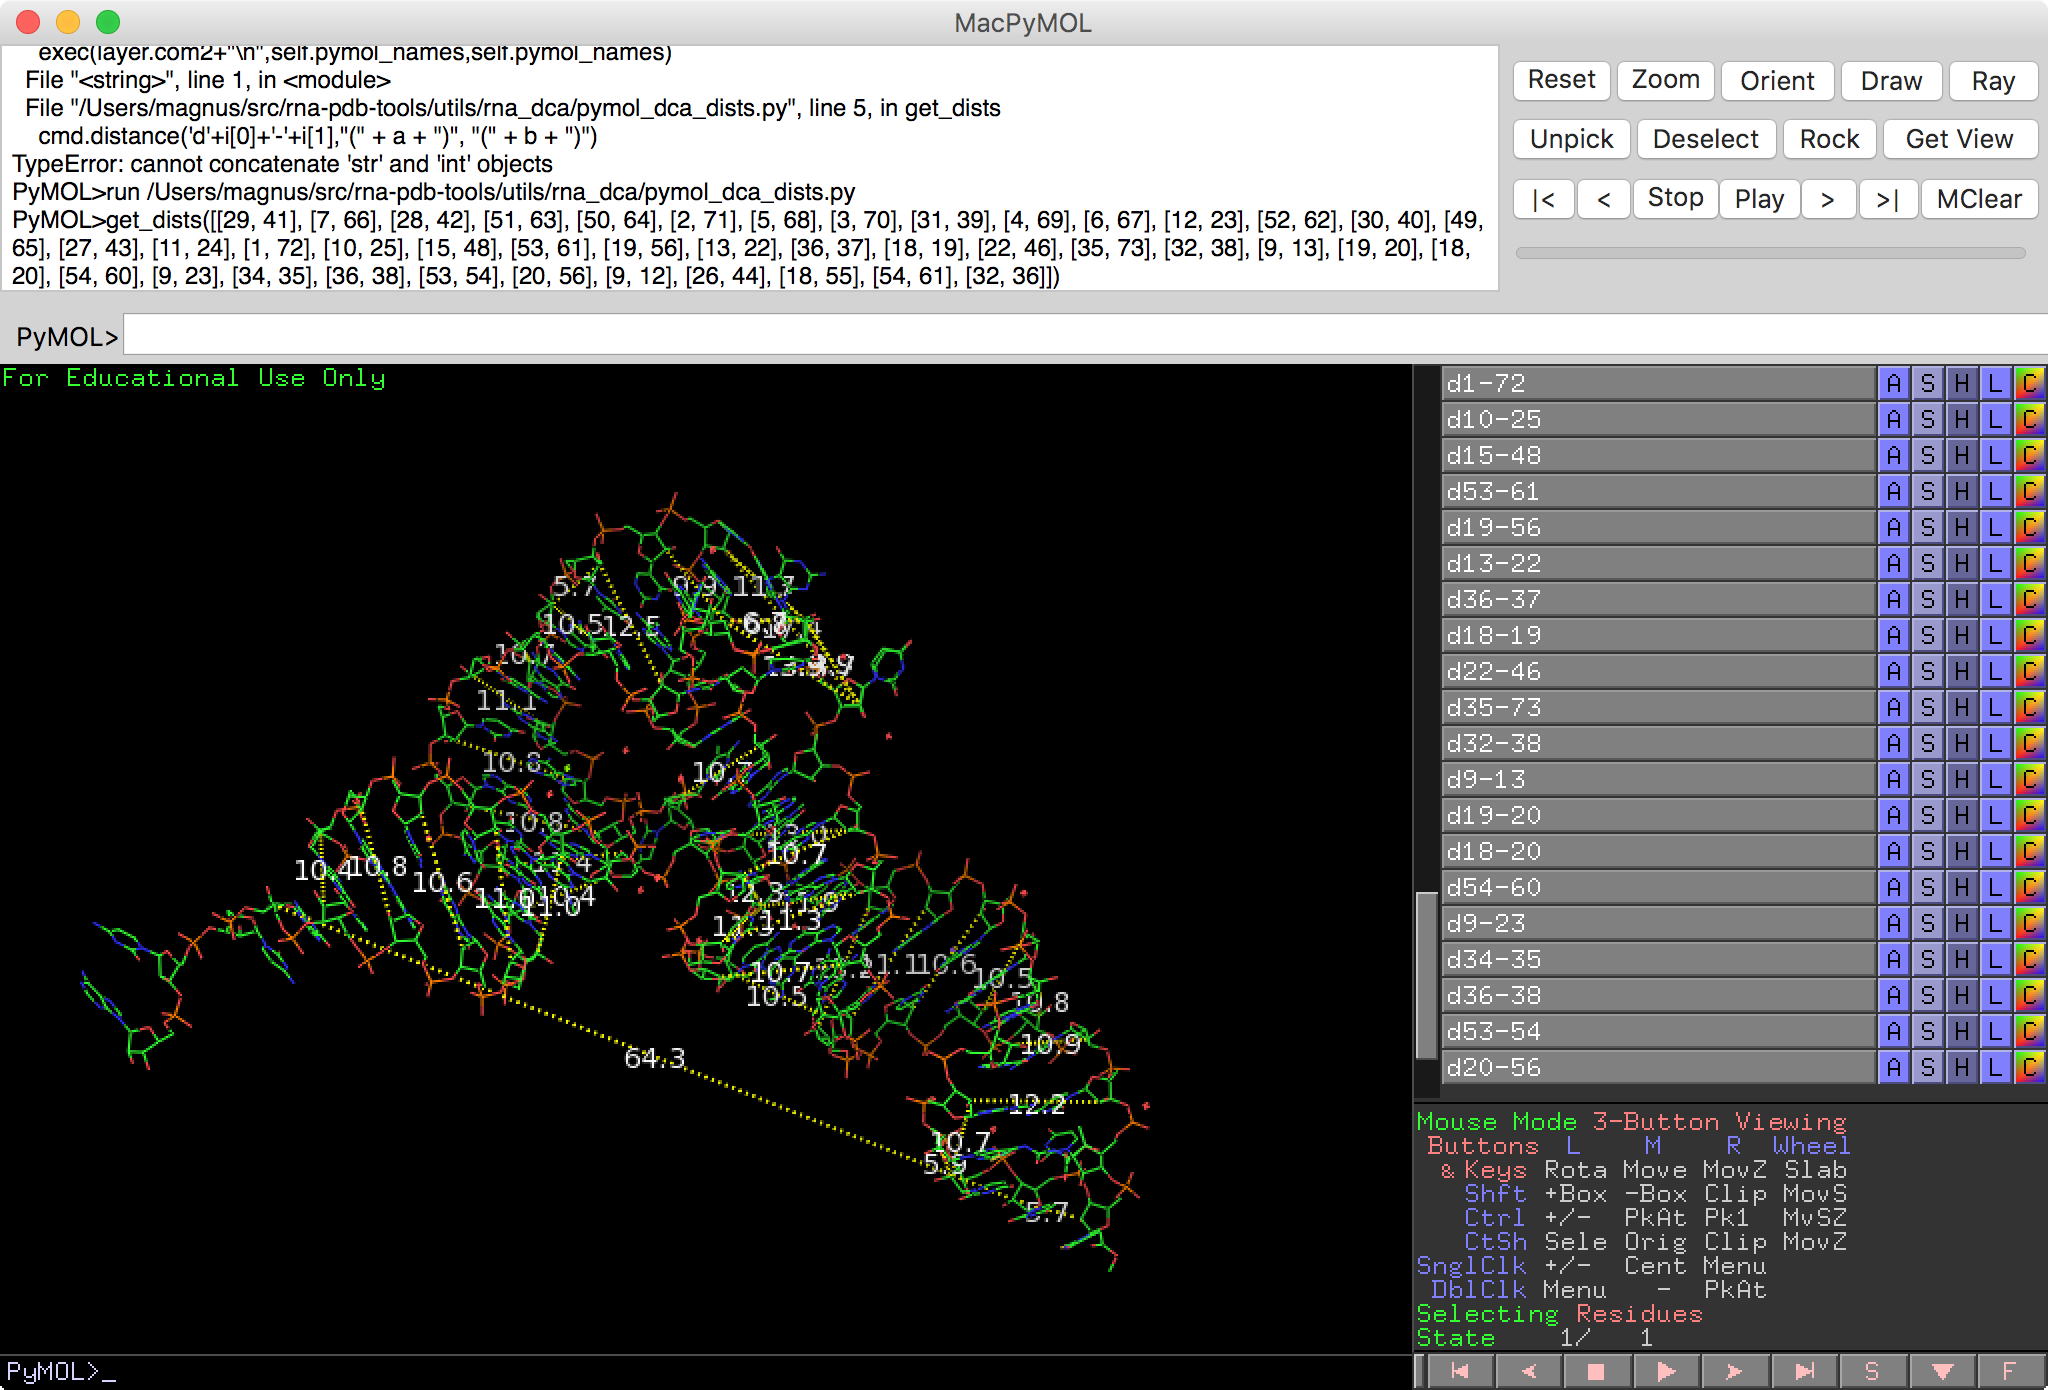 MacPyMOL
exec(layer.com2+"\n",self.pymol_names,self.pymol_names)
File "<string>", line 1, in <module>
File "/Users/magnus/src/rna-pdb-tools/utils/rna_dca/pymol_dca_dists.py", line 5, in get_dists
cmd.distance('d'+i[0]+'-'+i[1],"(" + a + ")", "(" + b + ")")
TypeError: cannot concatenate 'str' and 'int' objects
PyMOL>run /Users/magnus/src/rna-pdb-tools/utils/rna_dca/pymol_dca_dists.py
PyMOL>get_dists([[29, 41], [7, 66], [28, 42], [51, 63], [50, 64], [2, 71], [5, 68], [3, 70], [31, 39], [4, 69], [6, 67], [12, 23], [52, 62], [30, 40], [49,
65], [27, 43], [11, 24], [1, 72], [10, 25], [15, 48], [53, 61], [19, 56], [13, 22], [36, 37], [18, 19], [22, 46], [35, 73], [32, 38], [9, 13], [19, 20], [18,
20], [54, 60], [9, 23], [34, 35], [36, 38], [53, 54], [20, 56], [9, 12], [26, 44], [18, 55], [54, 61], [32, 36]])
Reset Zoom Orient Draw Ray
Unpick Deselect Rock Get View
|< < Stop Play > >| MClear
PyMOL>
For Educational Use Only
d1-72 A S H L C
d10-25 A S H L C
d15-48 A S H L C
d53-61 A S H L C
d19-56 A S H L C
d13-22 A S H L C
d36-37 A S H L C
d18-19 A S H L C
d22-46 A S H L C
d35-73 A S H L C
d32-38 A S H L C
d9-13 A S H L C
d19-20 A S H L C
d18-20 A S H L C
d54-60 A S H L C
d9-23 A S H L C
d34-35 A S H L C
d36-38 A S H L C
d53-54 A S H L C
d20-56 A S H L C
5.7 9.9 11.7
10.5 12.5
10.7
11.1
10.8
10.7
10.8
10.7
10.4 10.8
10.6
11.0
11.3 11.3
10.7 11.1 10.6
10.5 10.5
10.8
10.9
64.3
12.2
10.7
5.9
5.7
Mouse Mode 3-Button Viewing
Buttons L M R Wheel
& Keys Rota Move MovZ Slab
Shft +Box -Box Clip MovS
Ctrl +/- PkAt Pk1 MvSZ
CtSh Sele Orig Clip MovZ
SnglClk +/- Cent Menu
DblClk Menu - PkAt
Selecting Residues
State 1/ 1
PyMOL>_
S F